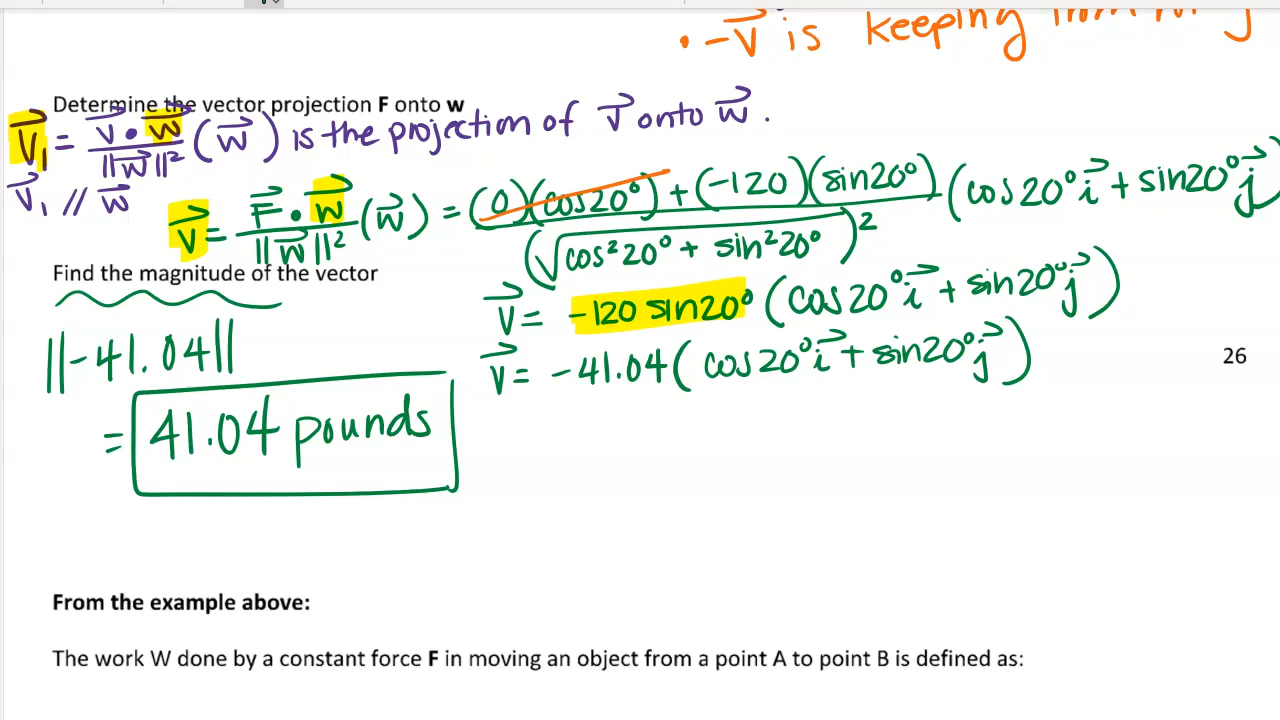 • -v⃗ is keeping from
Determine the vector projection F onto w
v⃗₁ = v⃗ • w⃗ / ||w⃗||² (w⃗) is the projection of v⃗ onto w⃗.
v⃗₁ // w⃗
v⃗ = F⃗ • w⃗ / ||w⃗||² (w⃗) = (0)(cos20°) + (-120)(sin20°) / (√cos²20° + sin²20°)² (cos20° i⃗ + sin20° j⃗)
Find the magnitude of the vector
v⃗ = -120 sin20° (cos20° i⃗ + sin20° j⃗)
||-41.04||
v⃗ = -41.04 (cos20° i⃗ + sin20° j⃗)
26
= 41.04 pounds
From the example above:
The work W done by a constant force F in moving an object from a point A to point B is defined as: